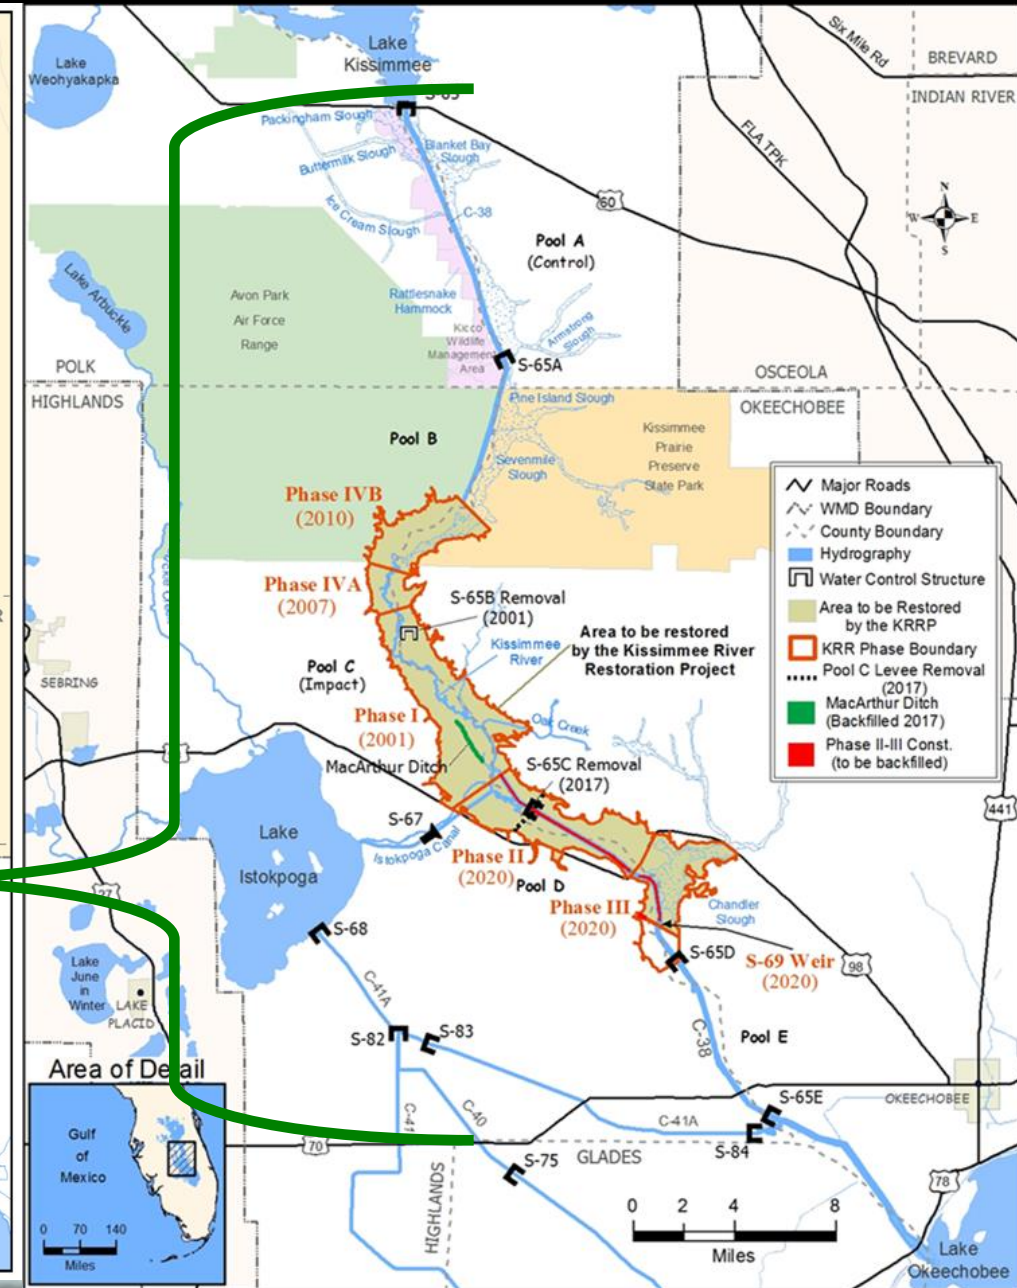 Lake
Kissimmee
Lake
Weohyakapka
Six Mile Rd
BREVARD
INDIAN RIVER
Packingham Slough
Blanket Bay
Slough
Buttermilk Slough
FLA TPK
60
N
W
E
S
Ice Cream Slough
C-38
Pool A
(Control)
Lake Arbuckle
Avon Park
Air Force
Range
Rattlesnake
Hammock
Kicco
Wildlife
Management
Area
Armstrong
Slough
S-65A
POLK
HIGHLANDS
OSCEOLA
OKEECHOBEE
Pine Island Slough
Pool B
Kissimmee
Prairie
Preserve
State Park
Sevenmile
Slough
Phase IVB
(2010)
Major Roads
WMD Boundary
County Boundary
Hydrography
Water Control Structure
Area to be Restored
by the KRRP
KRR Phase Boundary
Pool C Levee Removal
(2017)
MacArthur Ditch
(Backfilled 2017)
Phase II-III Const.
(to be backfilled)
Phase IVA
(2007)
S-65B Removal
(2001)
Kissimmee
River
Area to be restored
by the Kissimmee River
Restoration Project
Pool C
(Impact)
SEBRING
Phase I
(2001)
Oak Creek
MacArthur Ditch
S-65C Removal
(2017)
441
S-67
Istokpoga Canal
Lake
Istokpoga
Phase II
(2020)
Pool D
27
Phase III
(2020)
Chandler
Slough
S-68
S-65D
S-69 Weir
(2020)
98
Lake
June
in
Winter
LAKE
PLACID
C-41A
S-82
S-83
C-38
Pool E
Area of Detail
Gulf
of
Mexico
0 70 140
Miles
C-41
C-40
C-41A
S-65E
OKEECHOBEE
S-84
70
GLADES
S-75
HIGHLANDS
78
0 2 4 8
Miles
Lake
Okeechobee